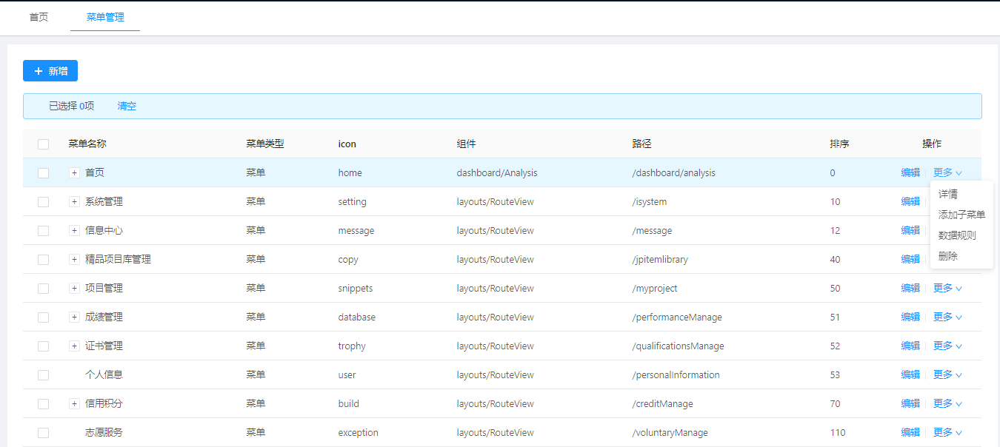 首页 菜单管理
+ 新增
已选择 0项 清空
菜单名称 菜单类型 icon 组件 路径 排序 操作
+ 首页 菜单 home dashboard/Analysis /dashboard/analysis 0 编辑 更多
详情
+ 系统管理 菜单 setting layouts/RouteView /isystem 10 编辑
添加子菜单
+ 信息中心 菜单 message layouts/RouteView /message 12 编辑
数据规则
+ 精品项目库管理 菜单 copy layouts/RouteView /jpitemlibrary 40 编辑
删除
+ 项目管理 菜单 snippets layouts/RouteView /myproject 50 编辑 更多
+ 成绩管理 菜单 database layouts/RouteView /performanceManage 51 编辑 更多
+ 证书管理 菜单 trophy layouts/RouteView /qualificationsManage 52 编辑 更多
个人信息 菜单 user layouts/RouteView /personalInformation 53 编辑 更多
+ 信用积分 菜单 build layouts/RouteView /creditManage 70 编辑 更多
志愿服务 菜单 exception layouts/RouteView /voluntaryManage 110 编辑 更多